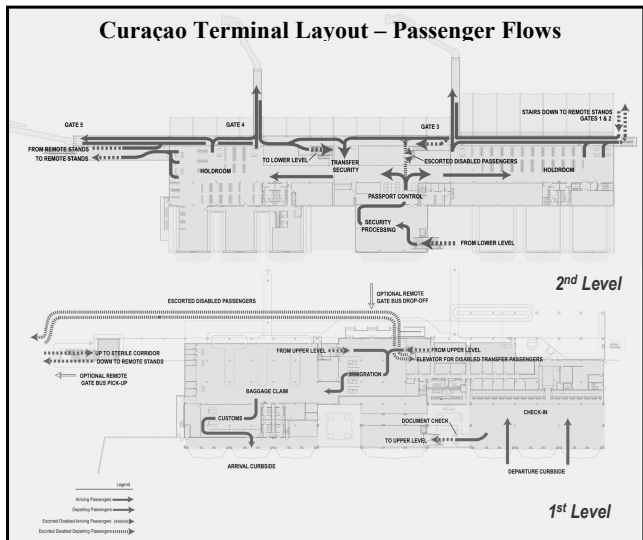 Curaçao Terminal Layout – Passenger Flows
STAIRS DOWN TO REMOTE STANDS
GATES 1 & 2
GATE 5
GATE 4
GATE 3
FROM REMOTE STANDS
TO REMOTE STANDS
TO LOWER LEVEL
TRANSFER
SECURITY
ESCORTED DISABLED PASSENGERS
HOLDROOM
HOLDROOM
PASSPORT CONTROL
SECURITY
PROCESSING
FROM LOWER LEVEL
2nd Level
ESCORTED DISABLED PASSENGERS
OPTIONAL REMOTE
GATE BUS DROP-OFF
UP TO STERILE CORRIDOR
DOWN TO REMOTE STANDS
OPTIONAL REMOTE
GATE BUS PICK-UP
FROM UPPER LEVEL
FROM UPPER LEVEL
ELEVATOR FOR DISABLED TRANSFER PASSENGERS
IMMIGRATION
BAGGAGE CLAIM
CHECK-IN
CUSTOMS
DOCUMENT CHECK
TO UPPER LEVEL
ARRIVAL CURBSIDE
DEPARTURE CURBSIDE
Legend
Arriving Passengers
Departing Passengers
Escorted Disabled Arriving Passengers
Escorted Disabled Departing Passengers
1st Level